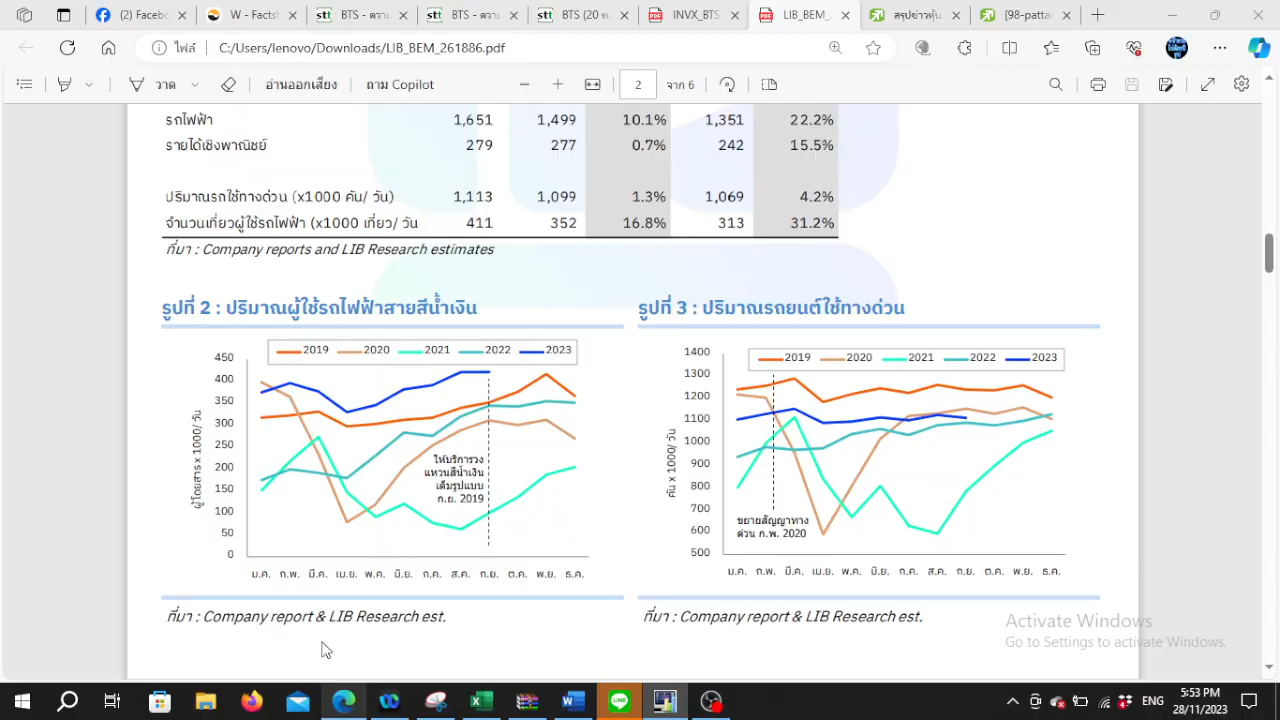 (2) Faceb
W - Factsh
BTS - ความ
BTS - ความ
BTS (20 พ.
INVX_BTS_
LIB_BEM_
สรุปข่าวหุ้น
[98-pattar
ไฟล์ C:/Users/lenovo/Downloads/LIB_BEM_261886.pdf
วาด อ่านออกเสียง ถาม Copilot 2 จาก 6
รถไฟฟ้า 1,651 1,499 10.1% 1,351 22.2%
รายได้เชิงพาณิชย์ 279 277 0.7% 242 15.5%
ปริมาณรถใช้ทางด่วน (x1000 คัน/ วัน) 1,113 1,099 1.3% 1,069 4.2%
จำนวนเที่ยวผู้ใช้รถไฟฟ้า (x1000 เที่ยว/ วัน 411 352 16.8% 313 31.2%
ที่มา : Company reports and LIB Research estimates
รูปที่ 2 : ปริมาณผู้ใช้รถไฟฟ้าสายสีน้ำเงิน
2019 2020 2021 2022 2023
450
400
350
300
250
200
150
100
50
0
ผู้โดยสาร x 1000/ วัน
ให้บริการวง
แหวนสีน้ำเงิน
เต็มรูปแบบ
ก.ย. 2019
ม.ค. ก.พ. มี.ค. เม.ย. พ.ค. มิ.ย. ก.ค. ส.ค. ก.ย. ต.ค. พ.ย. ธ.ค.
ที่มา : Company report & LIB Research est.
รูปที่ 3 : ปริมาณรถยนต์ใช้ทางด่วน
2019 2020 2021 2022 2023
1400
1300
1200
1100
1000
900
800
700
600
500
คัน x 1000/ วัน
ขยายสัญญาทาง
ด่วน ก.พ. 2020
ม.ค. ก.พ. มี.ค. เม.ย. พ.ค. มิ.ย. ก.ค. ส.ค. ก.ย. ต.ค. พ.ย. ธ.ค.
ที่มา : Company report & LIB Research est.
Activate Windows
Go to Settings to activate Windows.
ENG
5:53 PM
28/11/2023